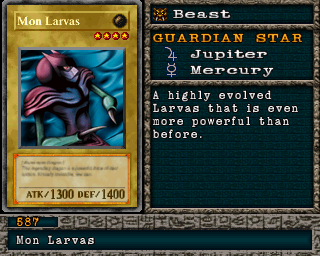 Mon Larvas
ATK/1300 DEF/1400
Beast
GUARDIAN STAR
Jupiter
Mercury
A highly evolved
Larvas that is even
more powerful than
before.
587
Mon Larvas